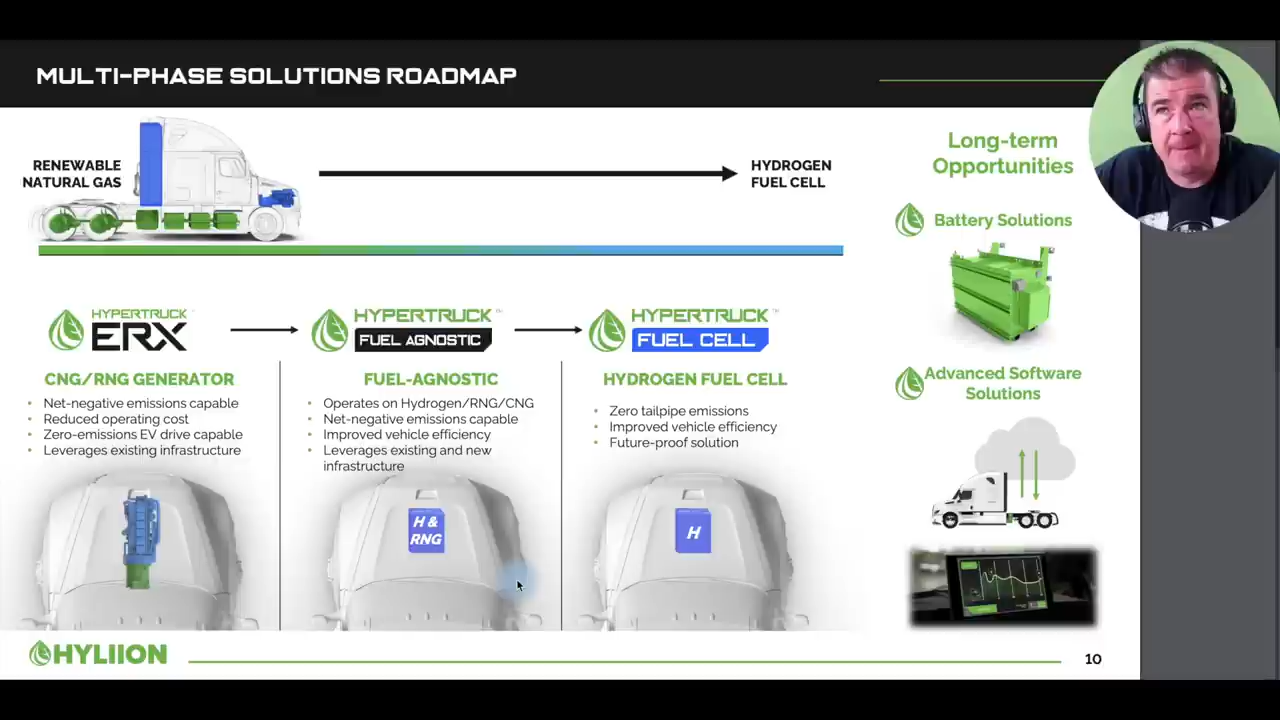 MULTI-PHASE SOLUTIONS ROADMAP
RENEWABLE
NATURAL GAS
HYDROGEN
FUEL CELL
HYPERTRUCK
ERX
HYPERTRUCK™
FUEL AGNOSTIC
HYPERTRUCK™
FUEL CELL
CNG/RNG GENERATOR
• Net-negative emissions capable
• Reduced operating cost
• Zero-emissions EV drive capable
• Leverages existing infrastructure
FUEL-AGNOSTIC
• Operates on Hydrogen/RNG/CNG
• Net-negative emissions capable
• Improved vehicle efficiency
• Leverages existing and new
infrastructure
HYDROGEN FUEL CELL
• Zero tailpipe emissions
• Improved vehicle efficiency
• Future-proof solution
H &
RNG
H
Long-term
Opportunities
Battery Solutions
Advanced Software
Solutions
HYLIION
10